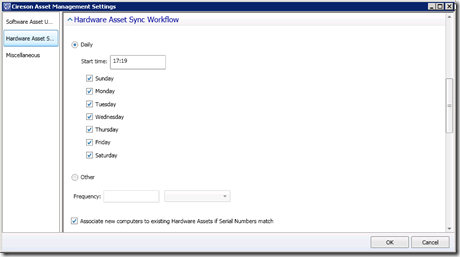 Cireson Asset Management Settings
Software Asset U...
Hardware Asset S...
Miscellaneous
Hardware Asset Sync Workflow
Daily
Start time: 17:19
Sunday
Monday
Tuesday
Wednesday
Thursday
Friday
Saturday
Other
Frequency:
Associate new computers to existing Hardware Assets if Serial Numbers match
OK Cancel